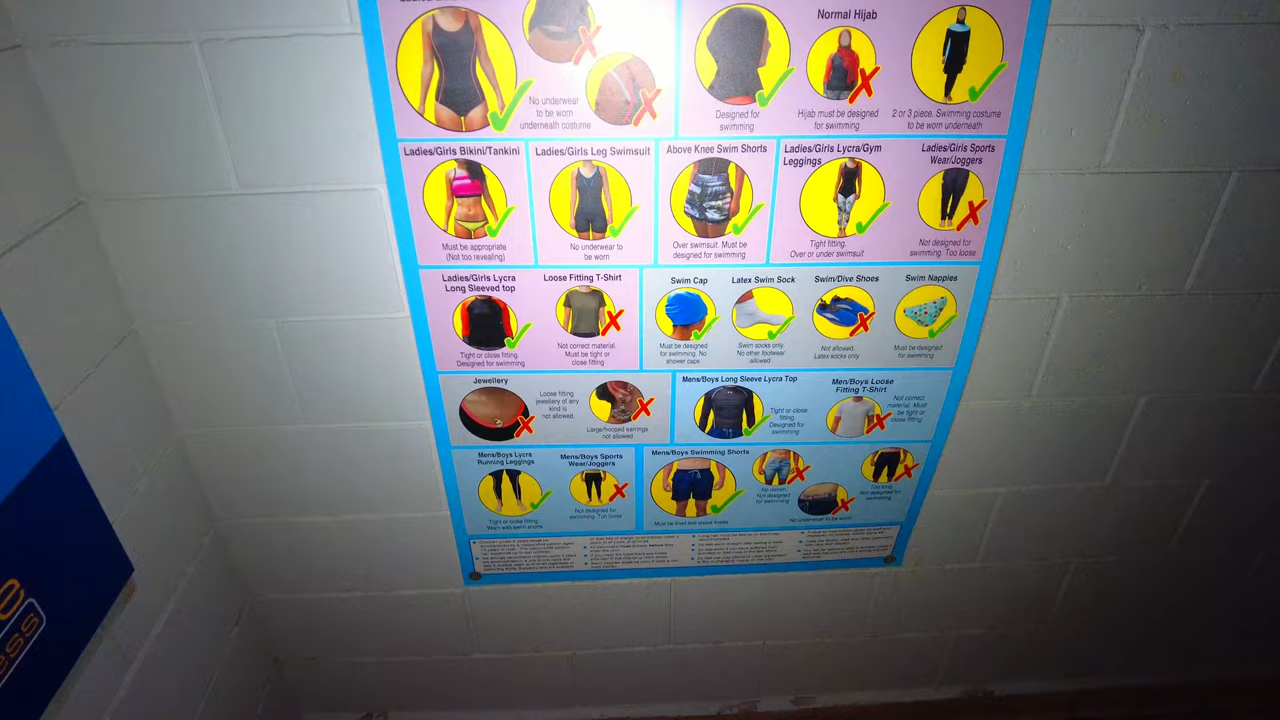 No underwear
to be worn
underneath costume
Designed for
swimming
Normal Hijab
Hijab must be designed
for swimming
2 or 3 piece. Swimming costume
to be worn underneath
Ladies/Girls Bikini/Tankini
Must be appropriate
(Not too revealing)
Ladies/Girls Leg Swimsuit
No underwear to
be worn
Above Knee Swim Shorts
Over swimsuit. Must be
designed for swimming
Ladies/Girls Lycra/Gym
Leggings
Tight fitting.
Over or under swimsuit
Ladies/Girls Sports
Wear/Joggers
Not designed for
swimming. Too loose
Ladies/Girls Lycra
Long Sleeved top
Tight or close fitting.
Designed for swimming
Loose Fitting T-Shirt
Not correct material.
Must be tight or
close fitting
Swim Cap
Must be designed
for swimming. No
shower caps
Latex Swim Sock
Swim socks only.
No other footwear
allowed.
Swim/Dive Shoes
Not allowed.
Latex socks only
Swim Nappies
Must be designed
for swimming
Jewellery
Loose fitting
jewellery of any
kind is
not allowed.
Large/hooped earrings
not allowed
Mens/Boys Long Sleeve Lycra Top
Tight or close
fitting.
Designed for
swimming
Men/Boys Loose
Fitting T-Shirt
Not correct
material. Must
be tight or
close fitting.
Mens/Boys Lycra
Running Leggings
Tight or close fitting.
Worn with swim shorts
Mens/Boys Sports
Wear/Joggers
Not designed for
swimming. Too loose
Mens/Boys Swimming Shorts
Must be lined and above knees
No denim.
Not designed
for swimming
No underwear to be worn
Too long
Not designed for
swimming